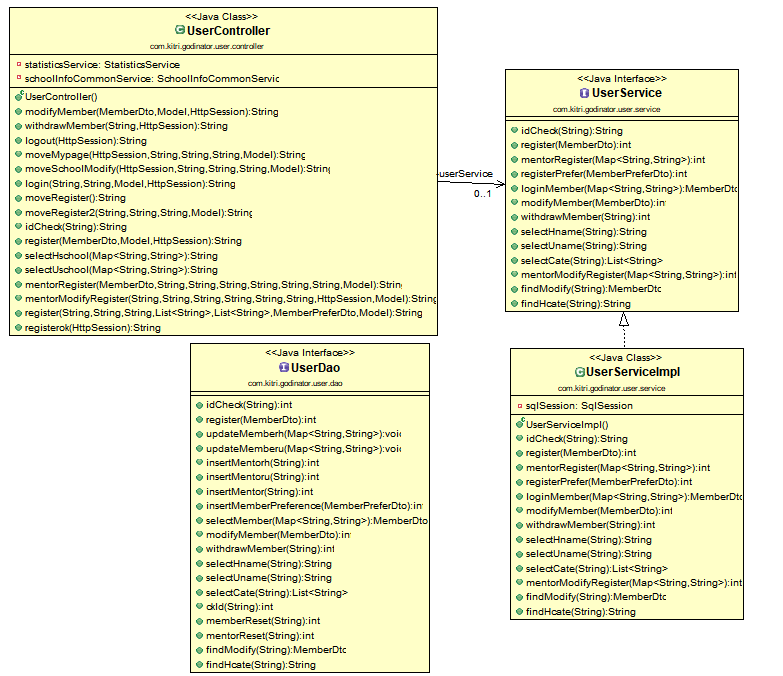 <<Java Class>>
UserController
com.kitri.godinator.user.controller
statisticsService: StatisticsService
schoolInfoCommonService: SchoolInfoCommonServic
UserController()
modifyMember(MemberDto,Model,HttpSession):String
withdrawMember(String,HttpSession):String
logout(HttpSession):String
moveMypage(HttpSession,String,String,String,Model):String
moveSchoolModify(HttpSession,String,String,String,Model):String
login(String,String,Model,HttpSession):String
moveRegister():String
moveRegister2(String,String,String,Model):String
idCheck(String):String
register(MemberDto,Model,HttpSession):String
selectHschool(Map<String,String>):String
selectUschool(Map<String,String>):String
mentorRegister(MemberDto,String,String,String,String,String,String,Model):String
mentorModifyRegister(String,String,String,String,String,String,HttpSession,Model):String
register(String,String,String,List<String>,List<String>,MemberPreferDto,Model):String
registerok(HttpSession):String
-userService
0..1
<<Java Interface>>
UserService
com.kitri.godinator.user.service
idCheck(String):String
register(MemberDto):int
mentorRegister(Map<String,String>):int
registerPrefer(MemberPreferDto):int
loginMember(Map<String,String>):MemberDto
modifyMember(MemberDto):int
withdrawMember(String):int
selectHname(String):String
selectUname(String):String
selectCate(String):List<String>
mentorModifyRegister(Map<String,String>):int
findModify(String):MemberDto
findHcate(String):String
<<Java Interface>>
UserDao
com.kitri.godinator.user.dao
idCheck(String):int
register(MemberDto):int
updateMemberh(Map<String,String>):void
updateMemberu(Map<String,String>):void
insertMentorh(String):int
insertMentoru(String):int
insertMentor(String):int
insertMemberPreference(MemberPreferDto):int
selectMember(Map<String,String>):MemberDto
modifyMember(MemberDto):int
withdrawMember(String):int
selectHname(String):String
selectUname(String):String
selectCate(String):List<String>
ckId(String):int
memberReset(String):int
mentorReset(String):int
findModify(String):MemberDto
findHcate(String):String
<<Java Class>>
UserServiceImpl
com.kitri.godinator.user.service
sqlSession: SqlSession
UserServiceImpl()
idCheck(String):String
register(MemberDto):int
mentorRegister(Map<String,String>):int
registerPrefer(MemberPreferDto):int
loginMember(Map<String,String>):MemberDto
modifyMember(MemberDto):int
withdrawMember(String):int
selectHname(String):String
selectUname(String):String
selectCate(String):List<String>
mentorModifyRegister(Map<String,String>):int
findModify(String):MemberDto
findHcate(String):String